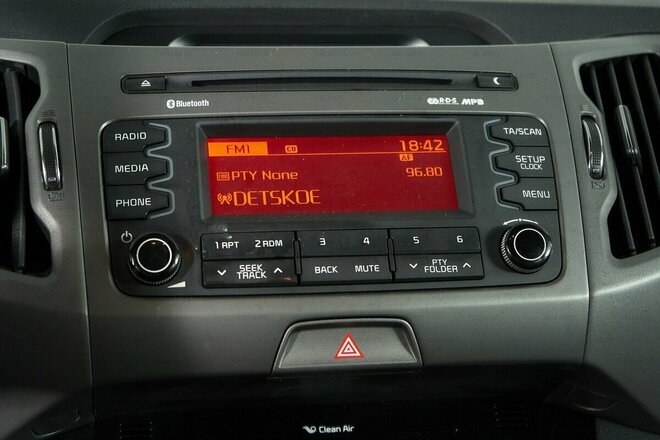 Bluetooth
R·D·S MP3
RADIO
MEDIA
PHONE
FM1 CD 18:42
AF
PTY None 96.80
DETSKOE
TA/SCAN
SETUP
CLOCK
MENU
1 RPT 2 RDM 3 4 5 6
SEEK
TRACK
BACK MUTE
PTY
FOLDER
Clean Air